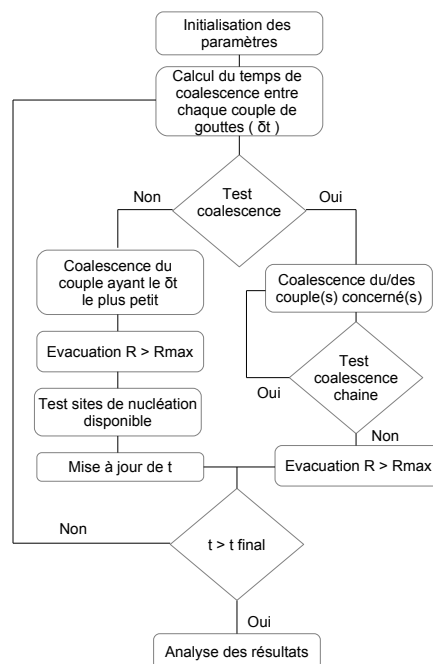 Initialisation des
paramètres
Calcul du temps de
coalescence entre
chaque couple de
gouttes ( δt )
Non
Test
coalescence
Oui
Coalescence du
couple ayant le δt
le plus petit
Coalescence du/des
couple(s) concerné(s)
Evacuation R > Rmax
Test
coalescence
chaine
Oui
Test sites de nucléation
disponible
Non
Mise à jour de t
Evacuation R > Rmax
Non
t > t final
Oui
Analyse des résultats